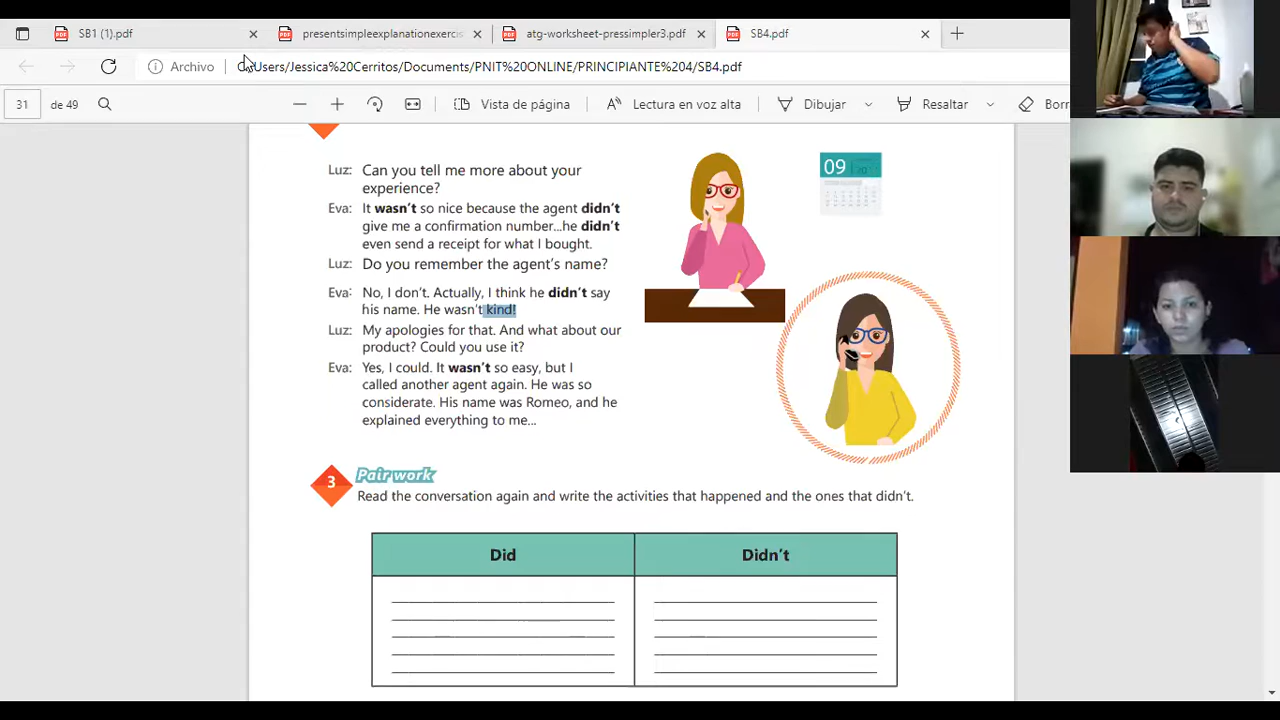 SB1 (1).pdf
presentsimpleexplanationexercis
atg-worksheet-pressimpler3.pdf
SB4.pdf
Archivo
C:/Users/Jessica%20Cerritos/Documents/PNIT%20ONLINE/PRINCIPIANTE%204/SB4.pdf
31 de 49
Vista de página
Lectura en voz alta
Dibujar
Resaltar
Borr
09
Luz: Can you tell me more about your
experience?
Eva: It wasn't so nice because the agent didn't
give me a confirmation number...he didn't
even send a receipt for what I bought.
Luz: Do you remember the agent's name?
Eva: No, I don't. Actually, I think he didn't say
his name. He wasn't kind!
Luz: My apologies for that. And what about our
product? Could you use it?
Eva: Yes, I could. It wasn't so easy, but I
called another agent again. He was so
considerate. His name was Romeo, and he
explained everything to me...
3 Pair work
Read the conversation again and write the activities that happened and the ones that didn't.
Did
Didn't